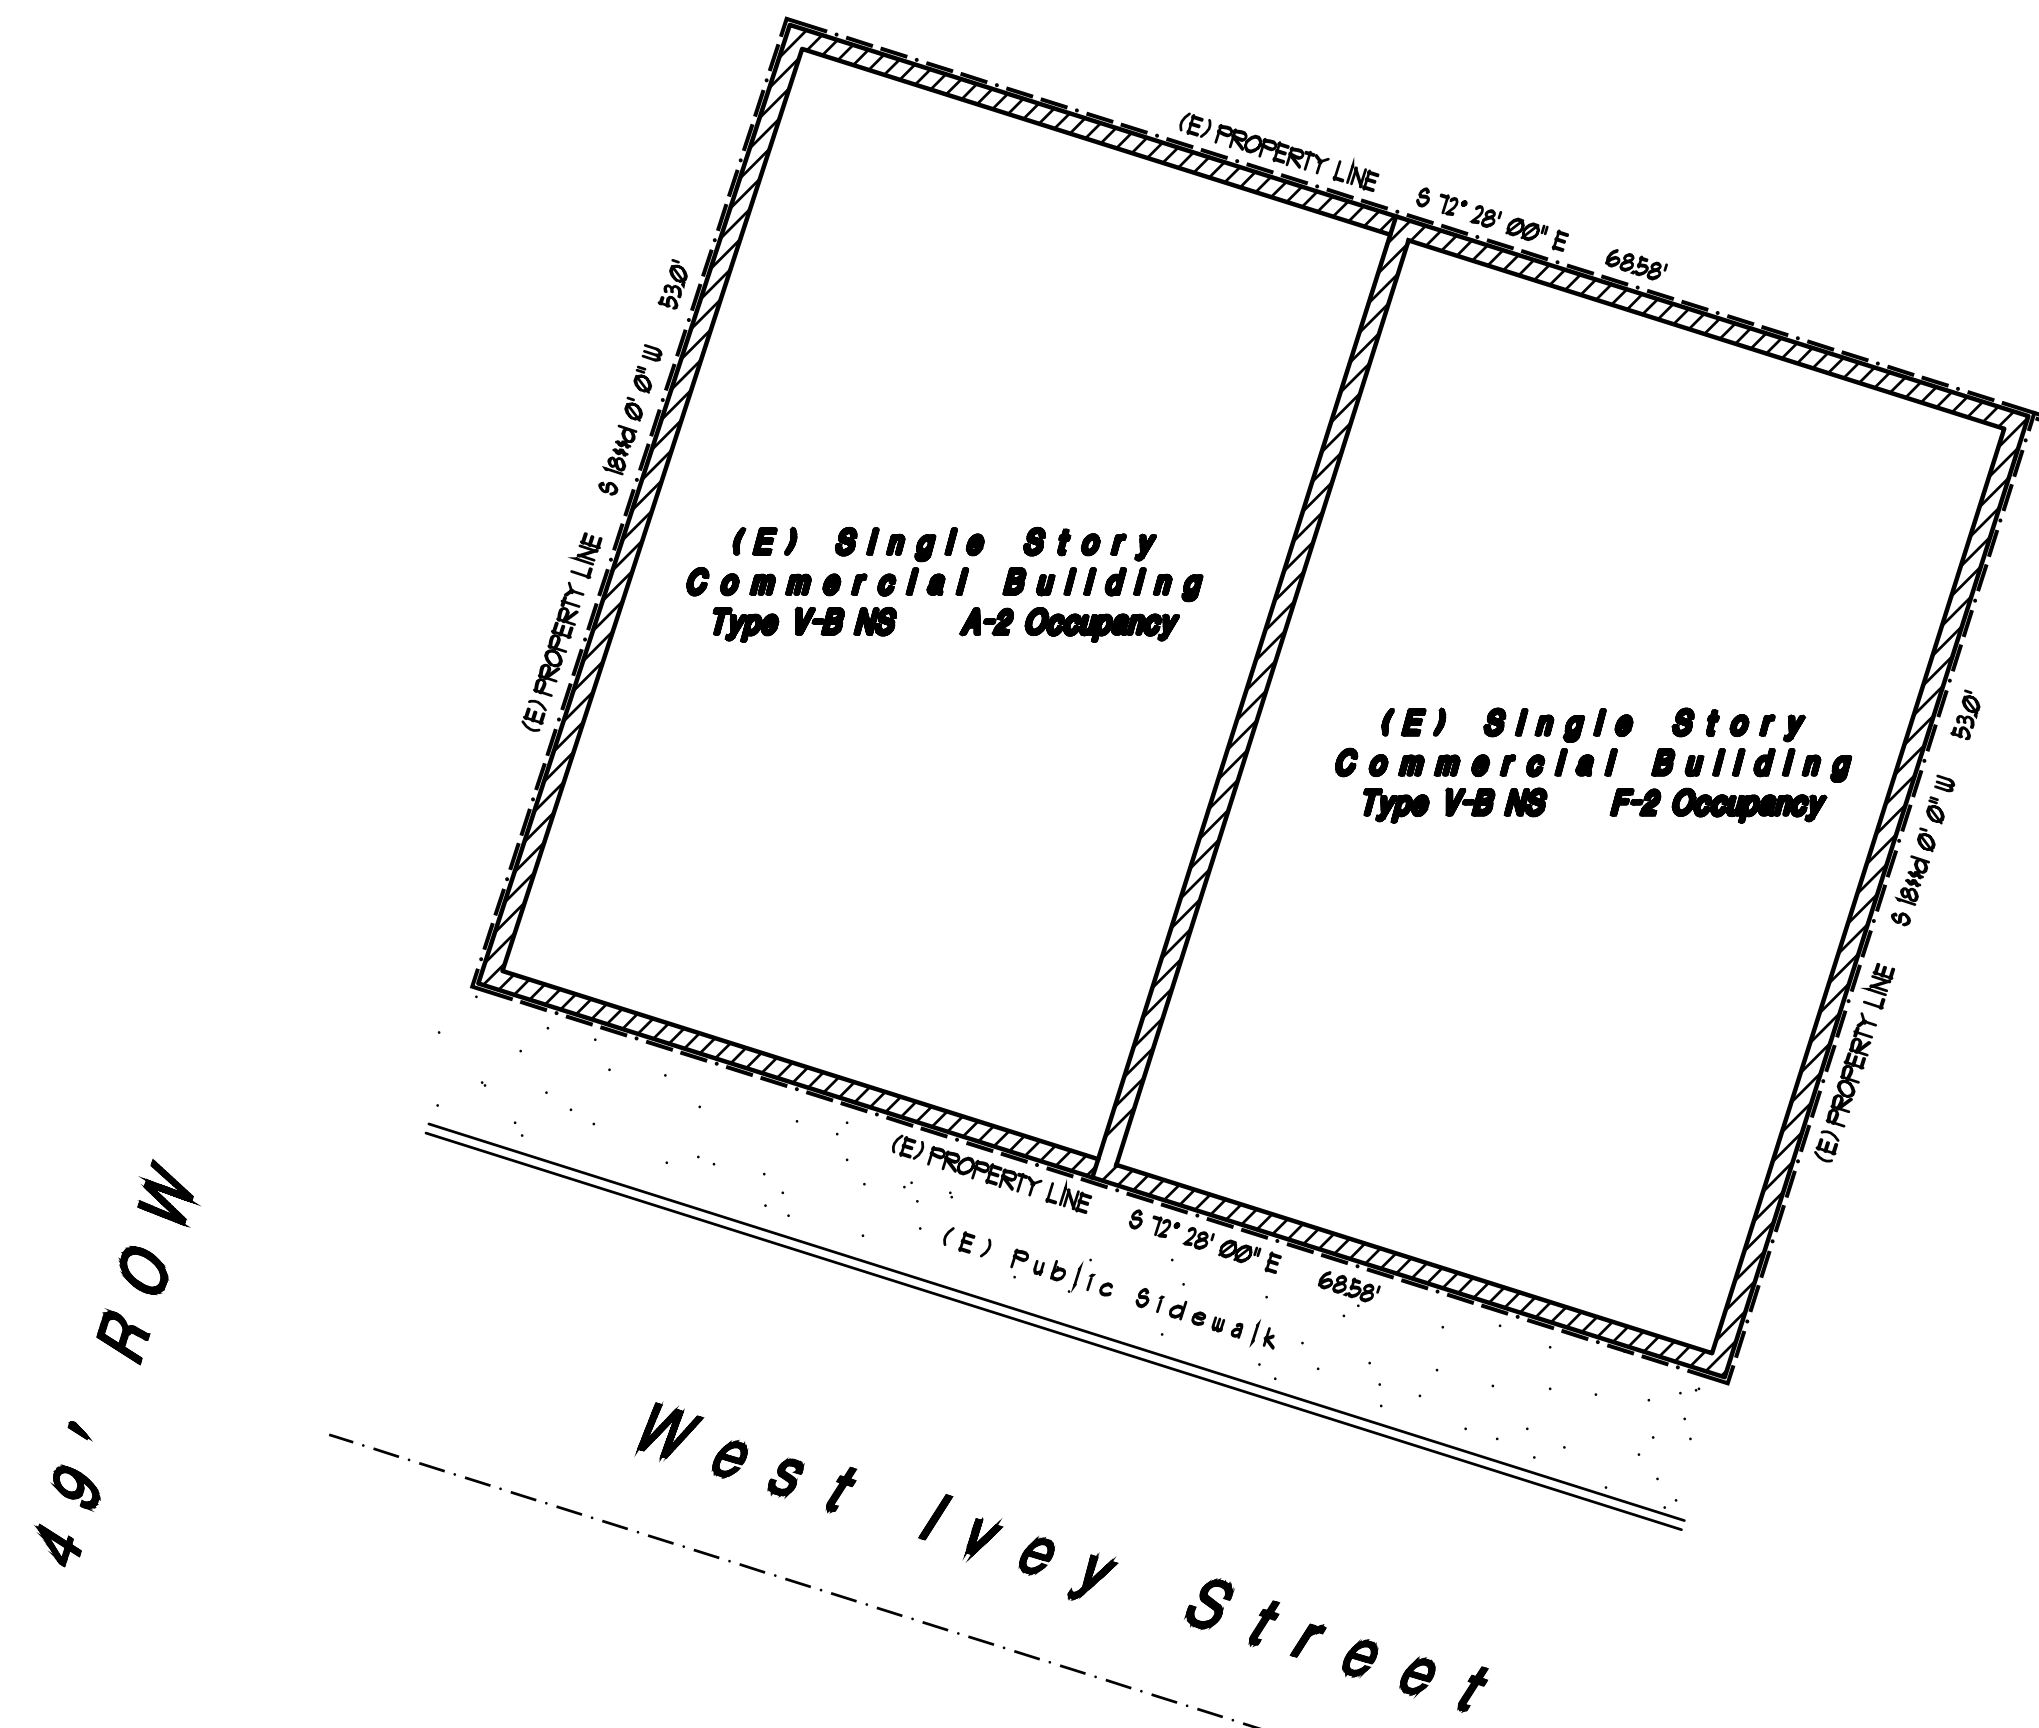 (E) PROPERTY LINE S 72° 28' 00" E 68.58'
(E) PROPERTY LINE S 18%%d 0' 0" W 53.0'
(E) Single Story
Commercial Building
Type V-B NS A-2 Occupancy
(E) Single Story
Commercial Building
Type V-B NS F-2 Occupancy
(E) PROPERTY LINE S 18%%d 0' 0" W 53.0'
(E) PROPERTY LINE S 72° 28' 00" E 68.58'
(E) Public Sidewalk
49' ROW
West Ivey Street